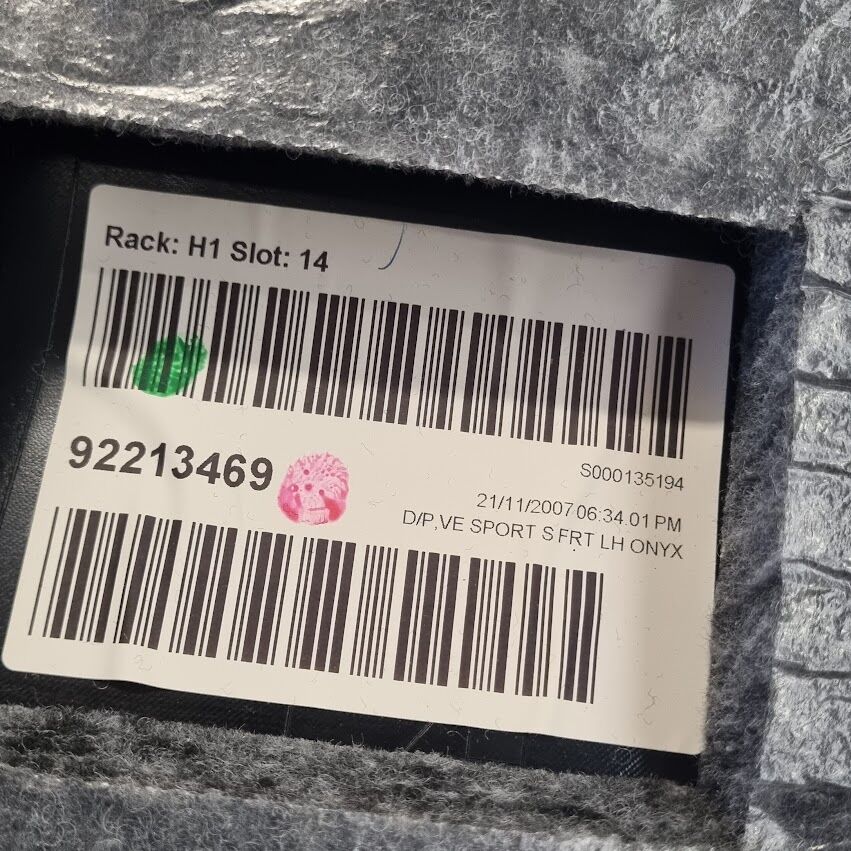 Rack: H1 Slot: 14
S000135194
92213469
21/11/2007 06:34.01 PM
D/P,VE SPORT S FRT LH ONYX